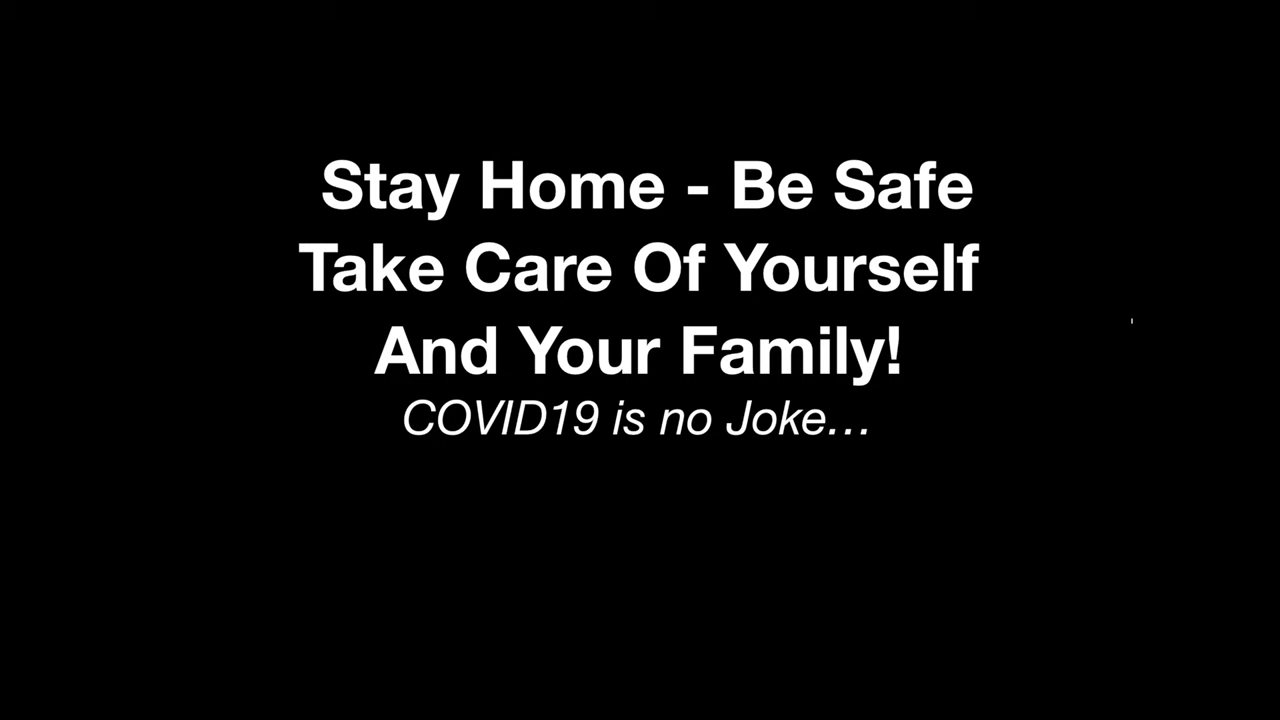 Stay Home - Be Safe
Take Care Of Yourself
And Your Family!
COVID19 is no Joke…